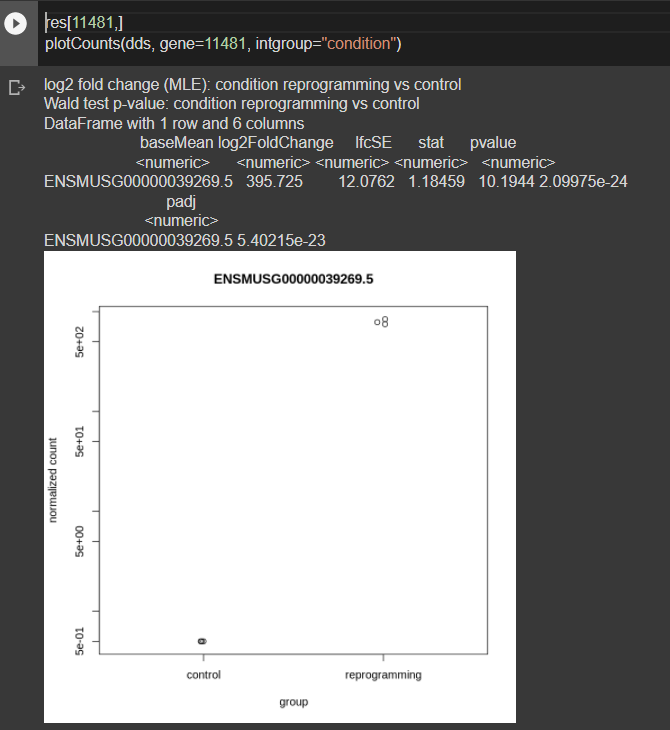 res[11481,]
plotCounts(dds, gene=11481, intgroup="condition")
log2 fold change (MLE): condition reprogramming vs control
Wald test p-value: condition reprogramming vs control
DataFrame with 1 row and 6 columns
baseMean log2FoldChange lfcSE stat pvalue
<numeric> <numeric> <numeric> <numeric> <numeric>
ENSMUSG00000039269.5 395.725 12.0762 1.18459 10.1944 2.09975e-24
padj
<numeric>
ENSMUSG00000039269.5 5.40215e-23
ENSMUSG00000039269.5
5e+02
5e+01
5e+00
5e-01
normalized count
control reprogramming
group